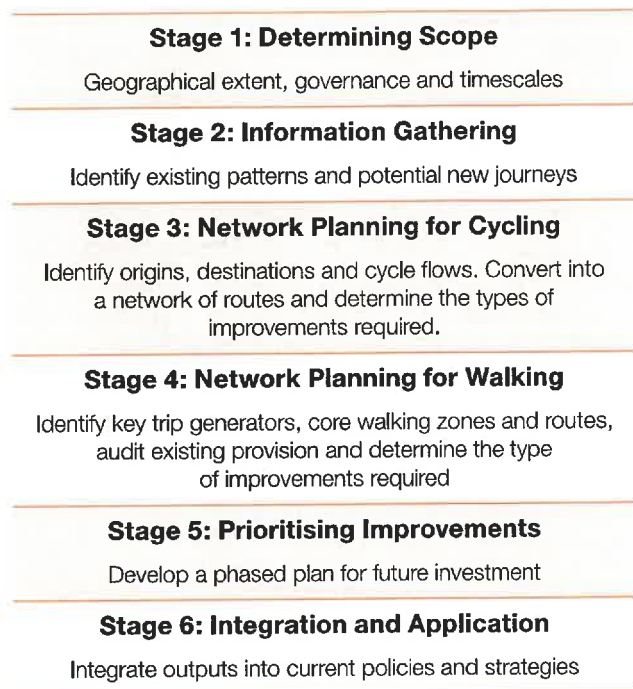 Stage 1: Determining Scope
Geographical extent, governance and timescales
Stage 2: Information Gathering
Identify existing patterns and potential new journeys
Stage 3: Network Planning for Cycling
Identify origins, destinations and cycle flows. Convert into
a network of routes and determine the types of
improvements required.
Stage 4: Network Planning for Walking
Identify key trip generators, core walking zones and routes,
audit existing provision and determine the type
of improvements required
Stage 5: Prioritising Improvements
Develop a phased plan for future investment
Stage 6: Integration and Application
Integrate outputs into current policies and strategies